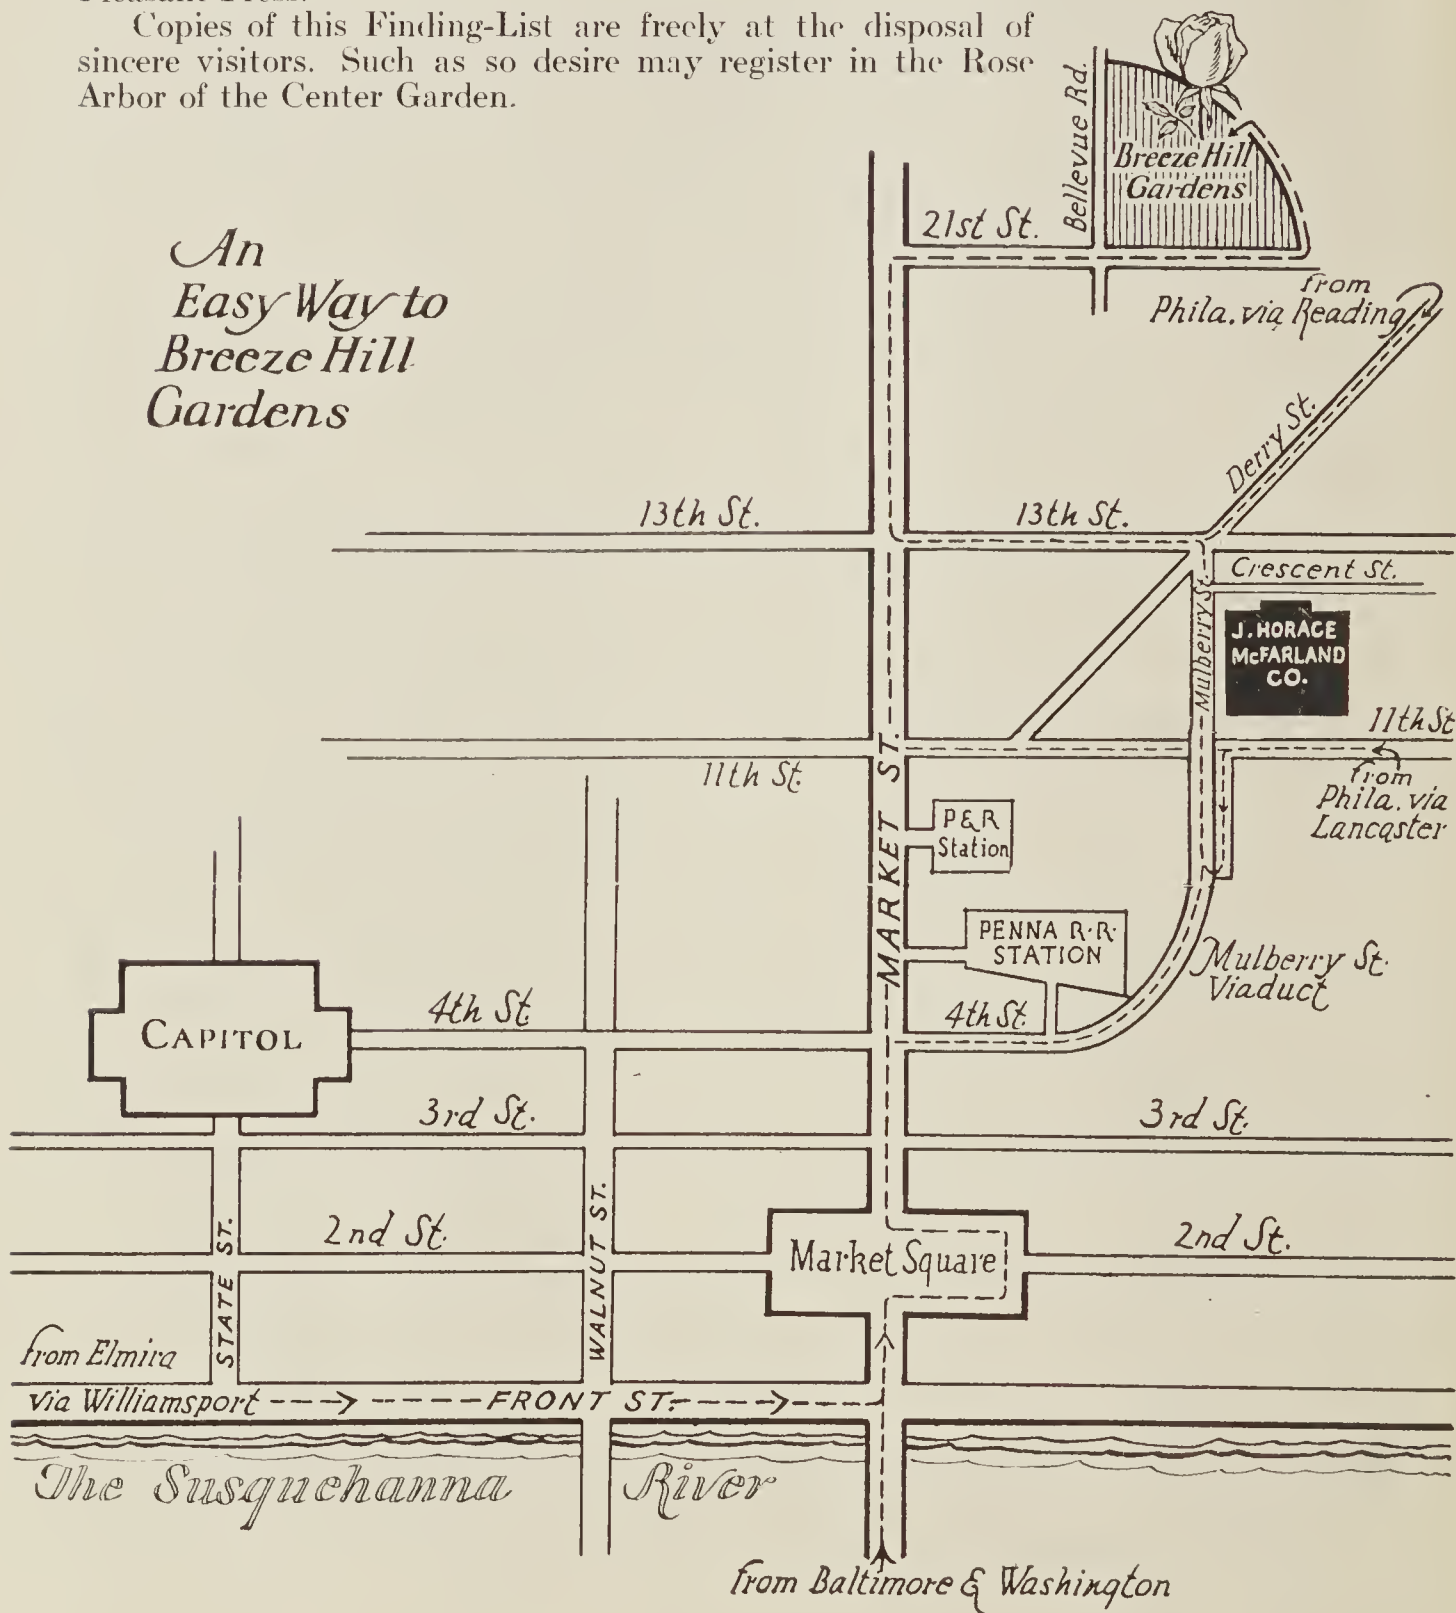 Copies of this Finding-List are freely at the disposal of
sincere visitors. Such as so desire may register in the Rose
Arbor of the Center Garden.
An
Easy Way to
Breeze Hill
Gardens
Bellevue Rd.
Breeze Hill
Gardens
21st St.
from
Phila. via Reading
Derry St.
13th St.
13th St.
Crescent St.
Mulberry St.
J. HORACE
McFARLAND
CO.
11th St
11th St.
from
Phila. via
Lancaster
MARKET ST.
P&R
Station
PENNA R·R·
STATION
Mulberry St.
Viaduct
CAPITOL
4th St.
4th St.
3rd St.
3rd St.
STATE ST.
2nd St.
WALNUT ST.
Market Square
2nd St.
from Elmira
via Williamsport
FRONT ST.
The Susquehanna River
from Baltimore & Washington